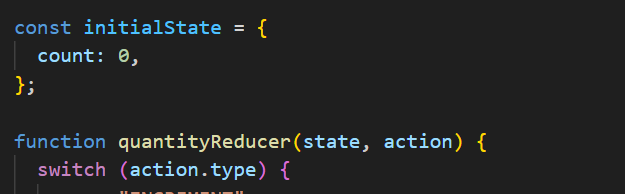 const initialState = {
  count: 0,
};

function quantityReducer(state, action) {
  switch (action.type) {